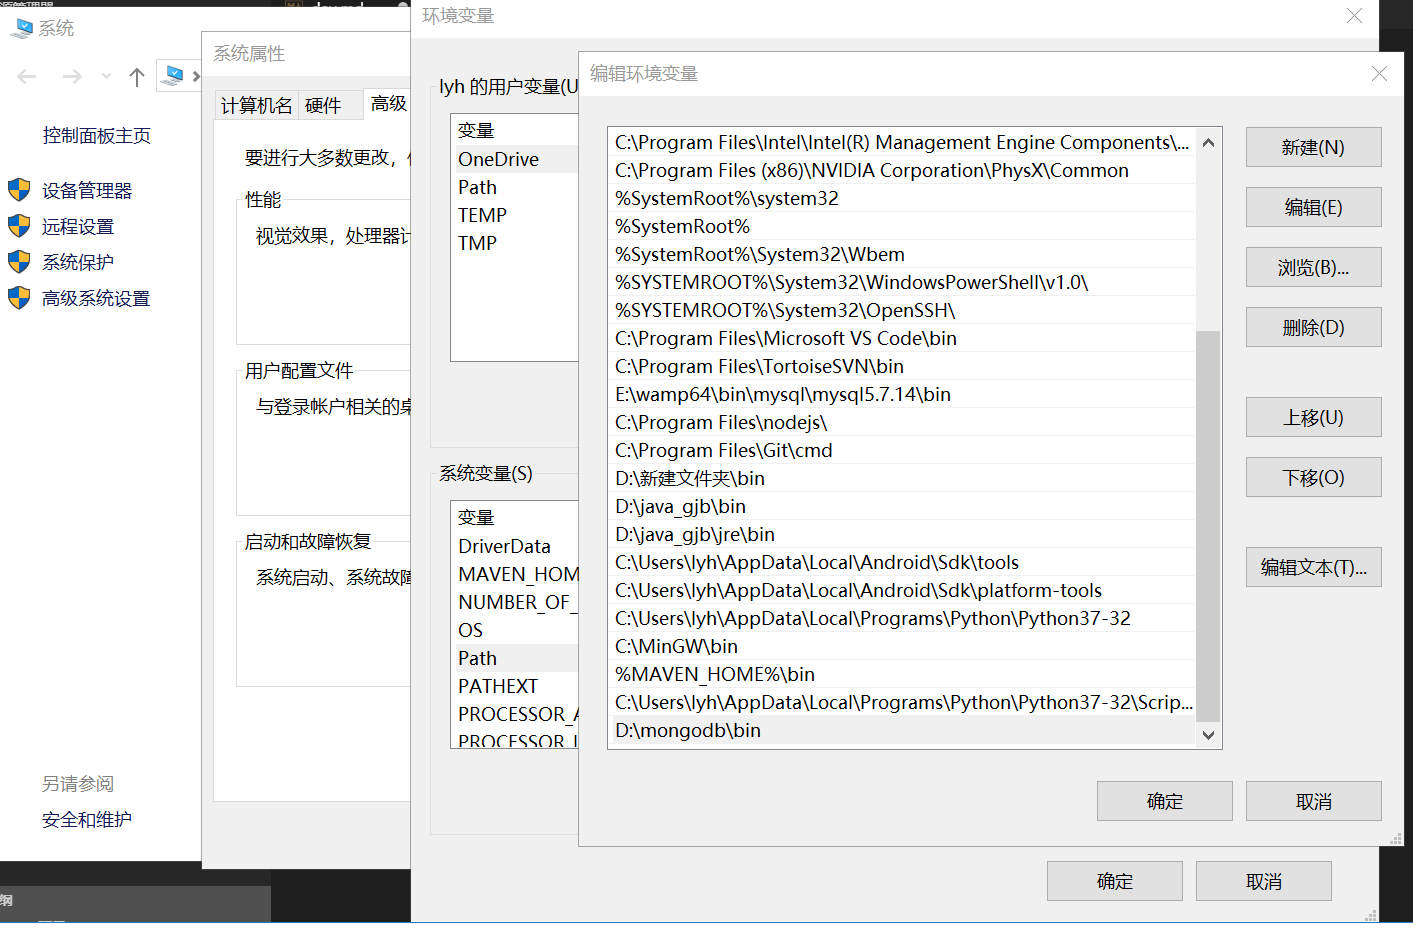 系统
控制面板主页
设备管理器
远程设置
系统保护
高级系统设置
另请参阅
安全和维护
系统属性
计算机名
硬件
高级
要进行大多数更改，
性能
视觉效果，处理器计
用户配置文件
与登录帐户相关的桌
启动和故障恢复
系统启动、系统故障
环境变量
lyh 的用户变量(U
变量
OneDrive
Path
TEMP
TMP
系统变量(S)
变量
DriverData
MAVEN_HOM
NUMBER_OF_
OS
Path
PATHEXT
PROCESSOR_A
PROCESSOR_I
编辑环境变量
C:\Program Files\Intel\Intel(R) Management Engine Components\...
C:\Program Files (x86)\NVIDIA Corporation\PhysX\Common
%SystemRoot%\system32
%SystemRoot%
%SystemRoot%\System32\Wbem
%SYSTEMROOT%\System32\WindowsPowerShell\v1.0\
%SYSTEMROOT%\System32\OpenSSH\
C:\Program Files\Microsoft VS Code\bin
C:\Program Files\TortoiseSVN\bin
E:\wamp64\bin\mysql\mysql5.7.14\bin
C:\Program Files\nodejs\
C:\Program Files\Git\cmd
D:\新建文件夹\bin
D:\java_gjb\bin
D:\java_gjb\jre\bin
C:\Users\lyh\AppData\Local\Android\Sdk\tools
C:\Users\lyh\AppData\Local\Android\Sdk\platform-tools
C:\Users\lyh\AppData\Local\Programs\Python\Python37-32
C:\MinGW\bin
%MAVEN_HOME%\bin
C:\Users\lyh\AppData\Local\Programs\Python\Python37-32\Scrip...
D:\mongodb\bin
新建(N)
编辑(E)
浏览(B)...
删除(D)
上移(U)
下移(O)
编辑文本(T)...
确定
取消
确定
取消